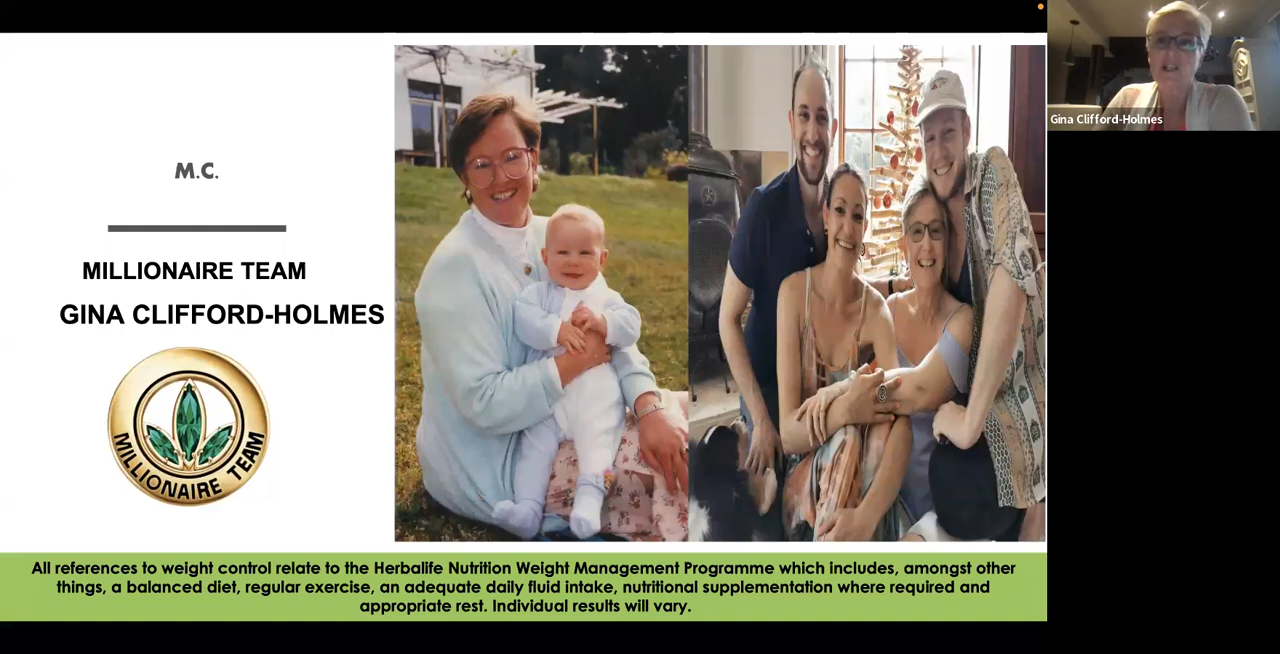 Gina Clifford-Holmes
M.C.
MILLIONAIRE TEAM
GINA CLIFFORD-HOLMES
MILLIONAIRE TEAM
All references to weight control relate to the Herbalife Nutrition Weight Management Programme which includes, amongst other
things, a balanced diet, regular exercise, an adequate daily fluid intake, nutritional supplementation where required and
appropriate rest. Individual results will vary.